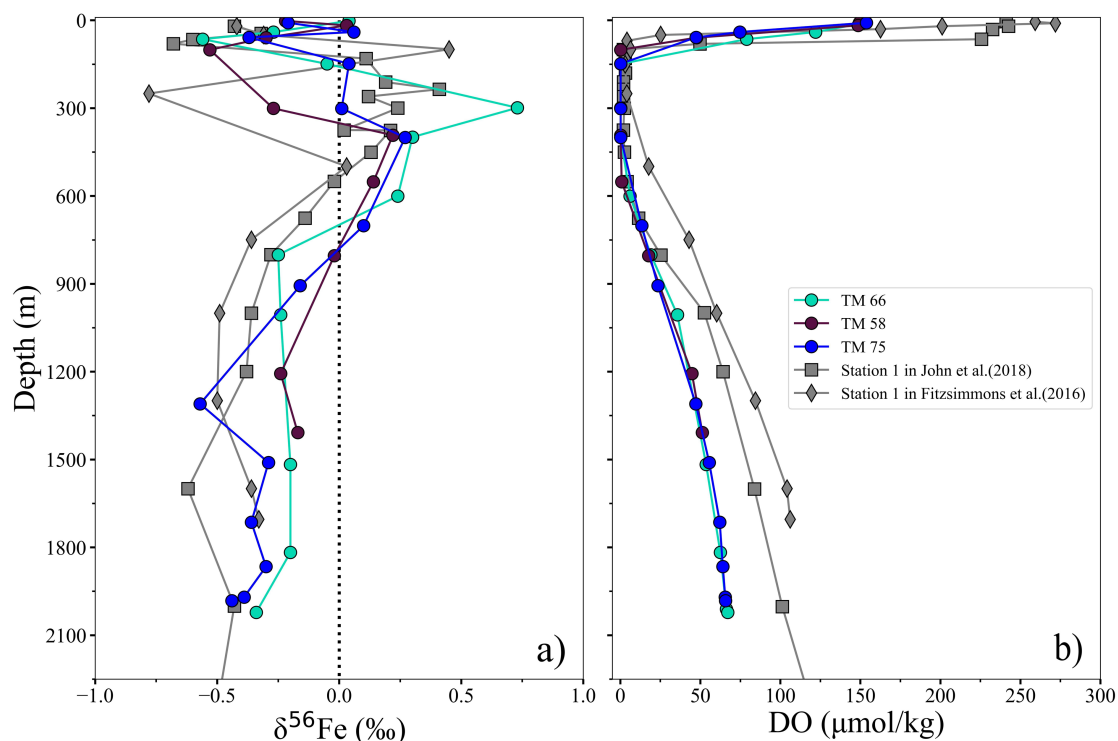 0
300
600
900
1200
1500
1800
2100
Depth (m)
−1.0
−0.5
0.0
0.5
1.0
δ⁵⁶Fe (‰)
a)
TM 66
TM 58
TM 75
Station 1 in John et al.(2018)
Station 1 in Fitzsimmons et al.(2016)
b)
0
50
100
150
200
250
300
DO (μmol/kg)